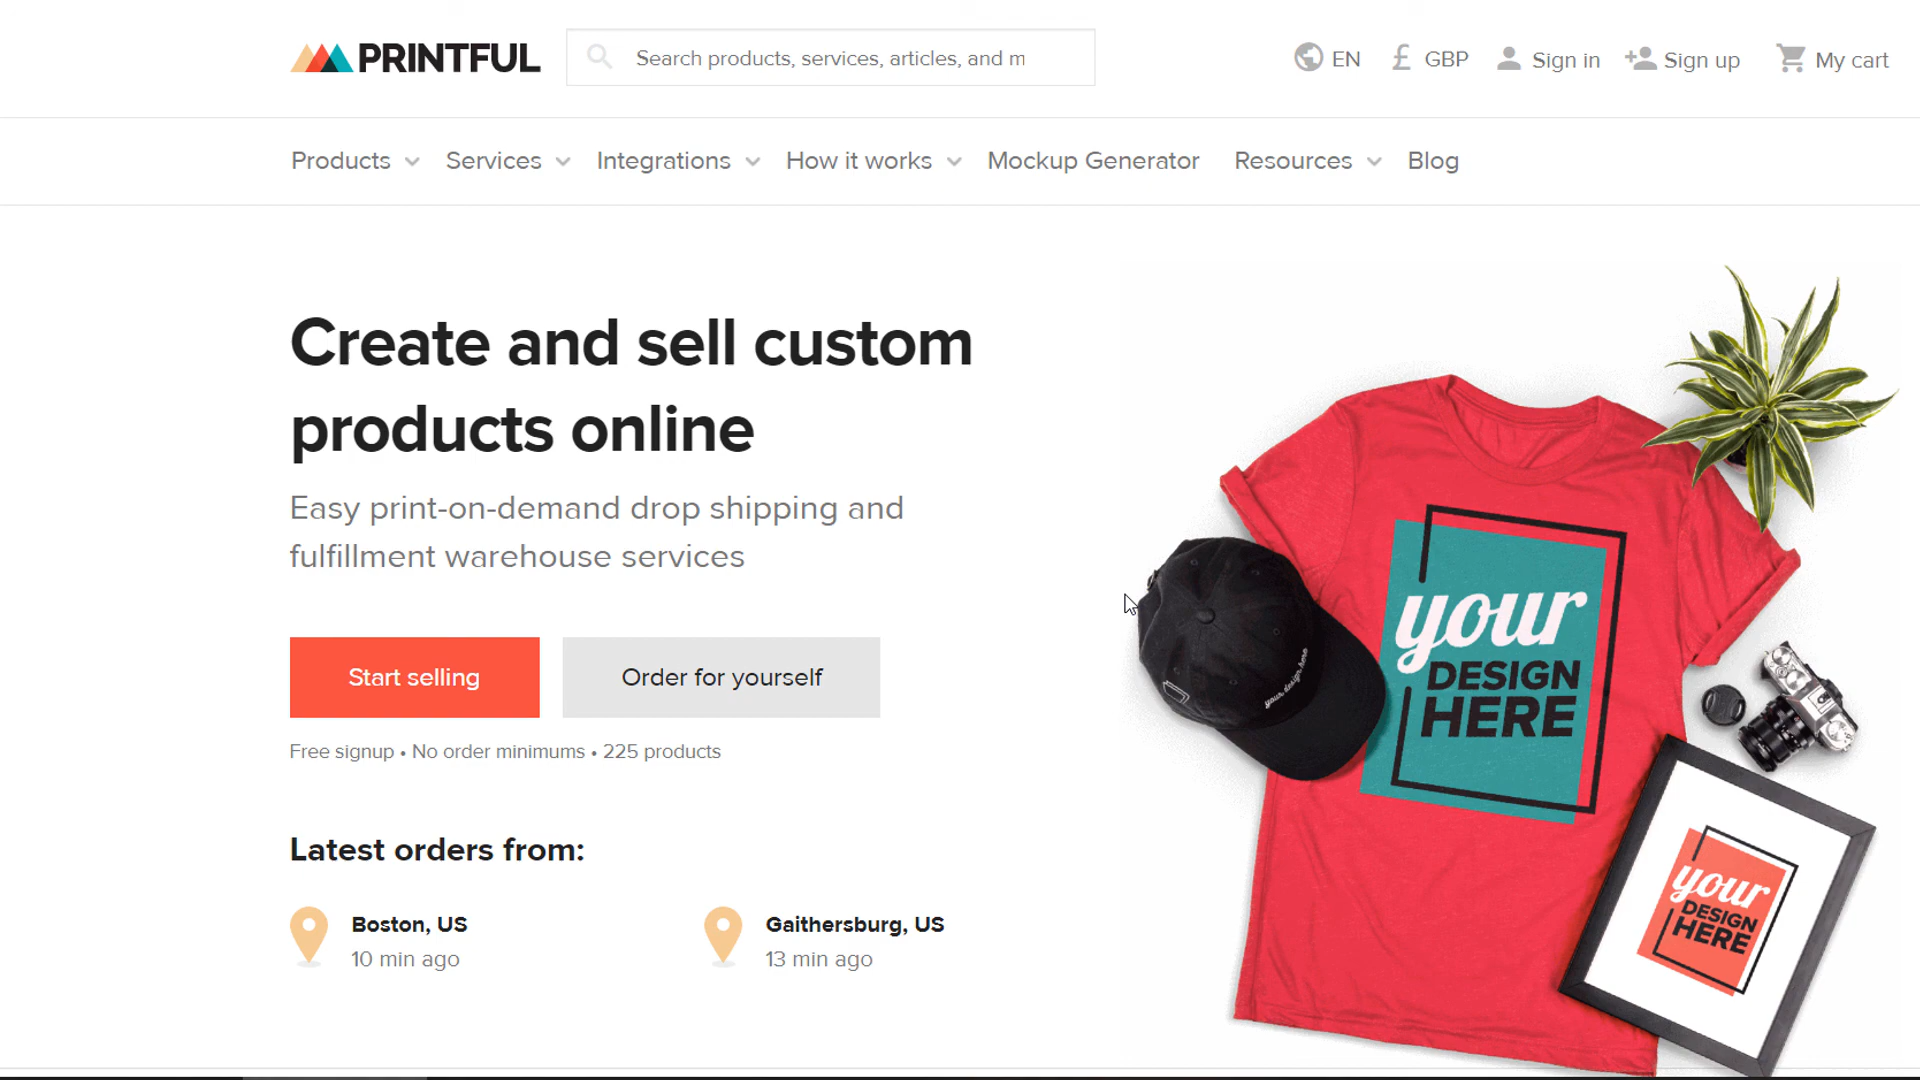 PRINTFUL
Search products, services, articles, and m
EN
GBP
Sign in
Sign up
My cart
Products
Services
Integrations
How it works
Mockup Generator
Resources
Blog
Create and sell custom
products online
Easy print-on-demand drop shipping and
fulfillment warehouse services
Start selling
Order for yourself
Free signup • No order minimums • 225 products
Latest orders from:
Boston, US
10 min ago
Gaithersburg, US
13 min ago
your design here
your
DESIGN
HERE
your
DESIGN
HERE